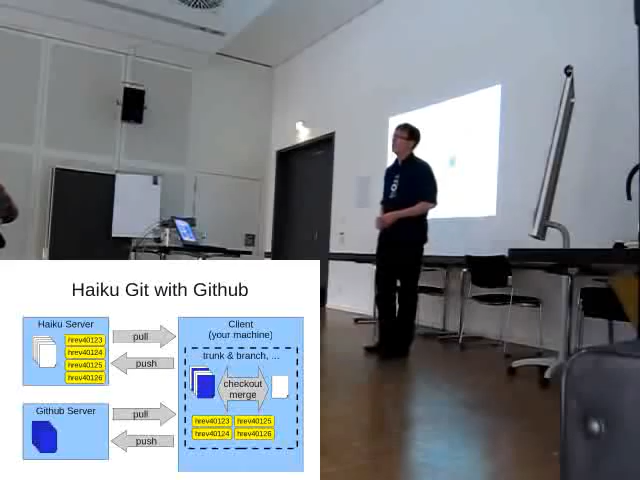 Haiku Git with Github
Haiku Server
hrev40123
hrev40124
hrev40125
hrev40126
pull
push
Client
(your machine)
trunk & branch, ...
checkout
merge
hrev40123 hrev40125
hrev40124 hrev40126
Github Server
pull
push